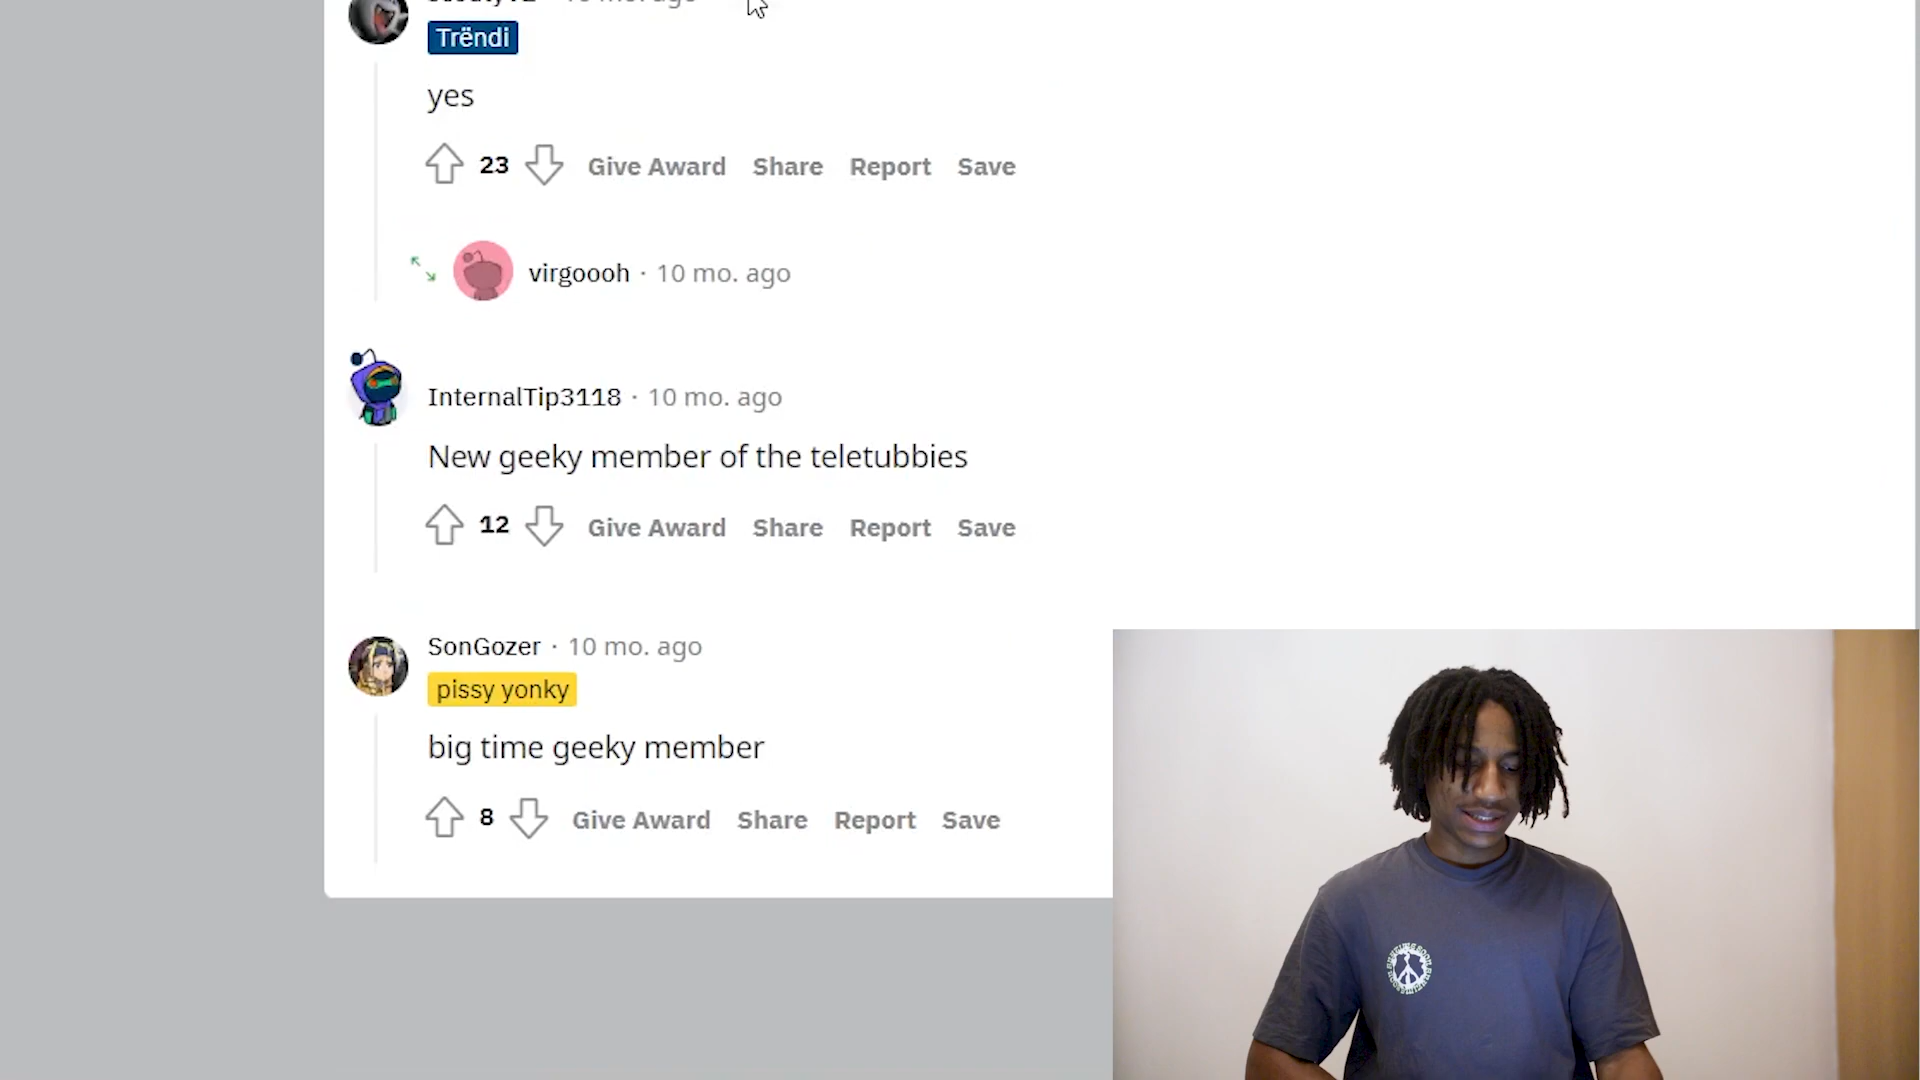 Trëndi
yes
23 Give Award Share Report Save
virgoooh · 10 mo. ago
InternalTip3118 · 10 mo. ago
New geeky member of the teletubbies
12 Give Award Share Report Save
SonGozer · 10 mo. ago
pissy yonky
big time geeky member
8 Give Award Share Report Save